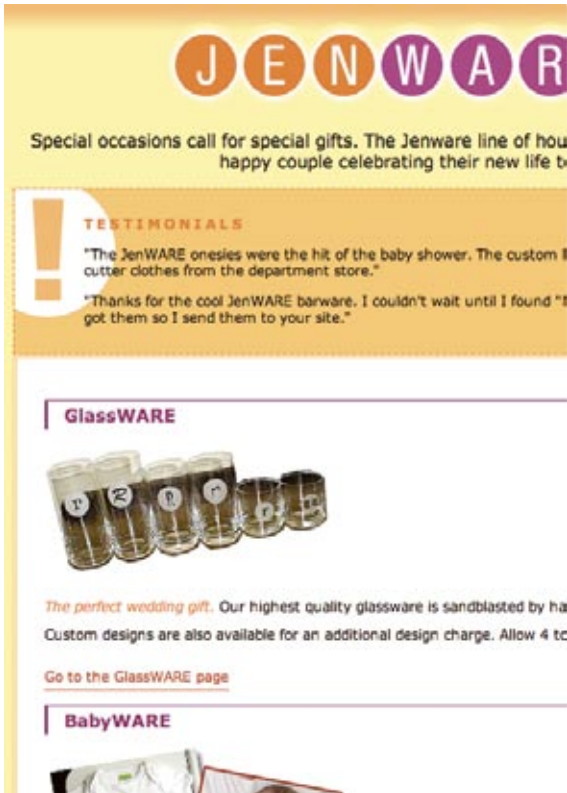 JENWAR
Special occasions call for special gifts. The Jenware line of hou
happy couple celebrating their new life t
!
TESTIMONIALS
"The JenWARE onesies were the hit of the baby shower. The custom
cutter clothes from the department store."
"Thanks for the cool JenWARE barware. I couldn't wait until I found
got them so I send them to your site."
GlassWARE
The perfect wedding gift. Our highest quality glassware is sandblasted by ha
Custom designs are also available for an additional design charge. Allow 4 to
Go to the GlassWARE page
BabyWARE